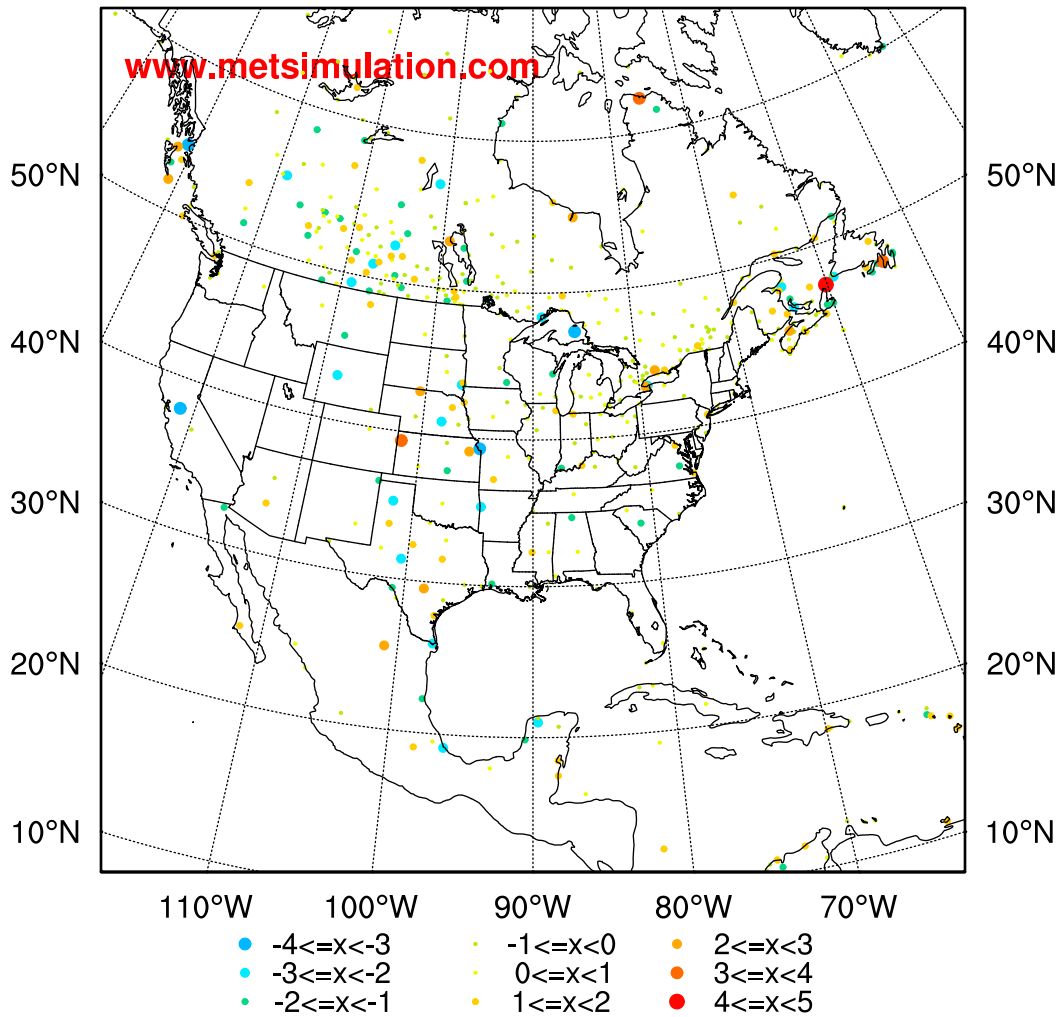 www.metsimulation.com
50°N 50°N
40°N 40°N
30°N 30°N
20°N 20°N
10°N 10°N
110°W 100°W 90°W 80°W 70°W
-4<=x<-3 -1<=x<0 2<=x<3
-3<=x<-2 0<=x<1 3<=x<4
-2<=x<-1 1<=x<2 4<=x<5